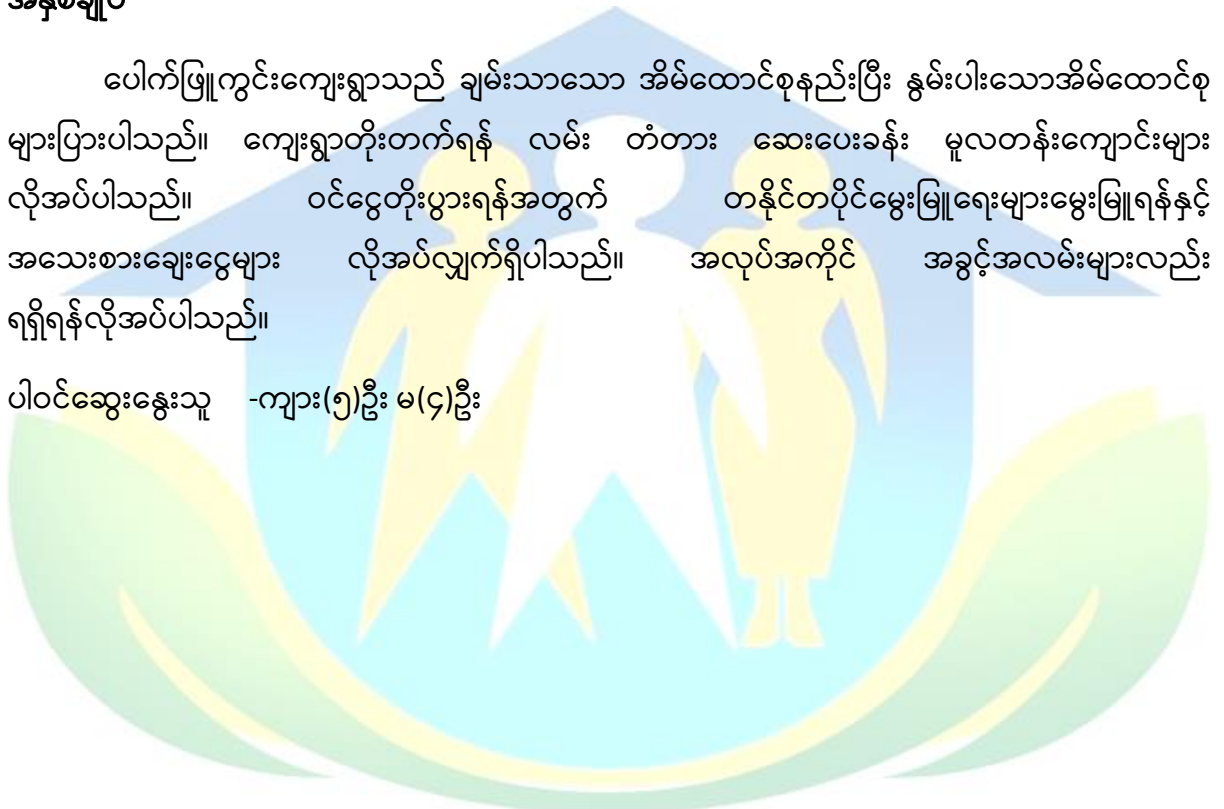 အနှစ်ချုပ်
ပေါက်ဖြူကွင်းကျေးရွာသည် ချမ်းသာသော အိမ်ထောင်စုနည်းပြီး နွမ်းပါးသောအိမ်ထောင်စု
များပြားပါသည်။ ကျေးရွာတိုးတက်ရန် လမ်း တံတား ဆေးပေးခန်း မူလတန်းကျောင်းများ
လိုအပ်ပါသည်။ ဝင်ငွေတိုးပွားရန်အတွက် တနိုင်တပိုင်မွေးမြူရေးများမွေးမြူရန်နှင့်
အသေးစားချေးငွေများ လိုအပ်လျှက်ရှိပါသည်။ အလုပ်အကိုင် အခွင့်အလမ်းများလည်း
ရရှိရန်လိုအပ်ပါသည်။
ပါဝင်ဆွေးနွေးသူ -ကျား(၅)ဦး မ(၄)ဦး